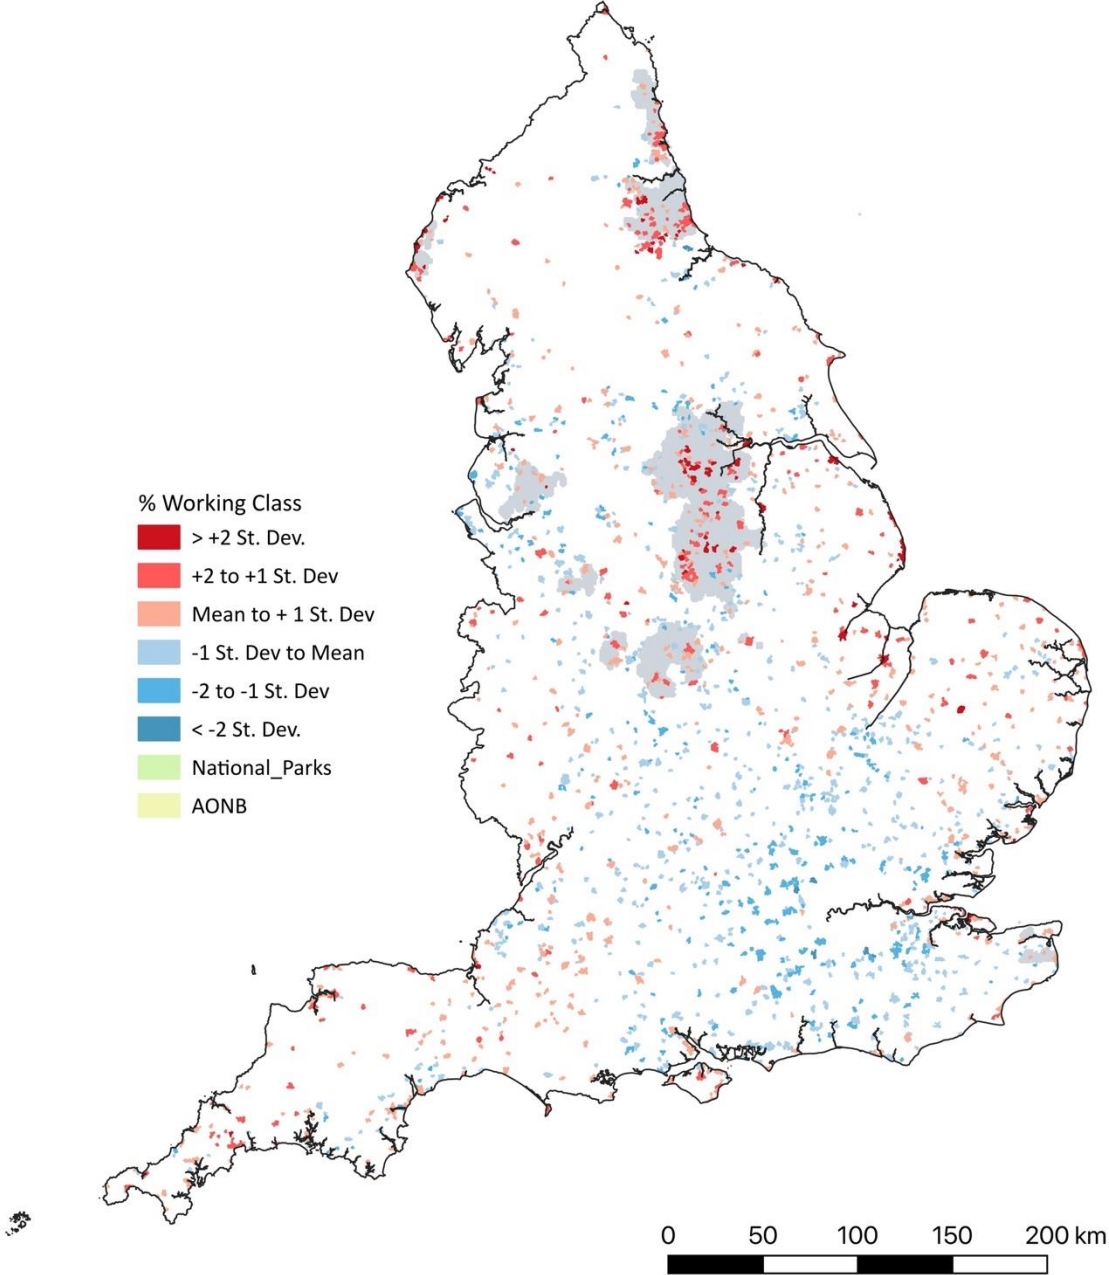 % Working Class
> +2 St. Dev.
+2 to +1 St. Dev
Mean to + 1 St. Dev
-1 St. Dev to Mean
-2 to -1 St. Dev
< -2 St. Dev.
National_Parks
AONB
0 50 100 150 200 km